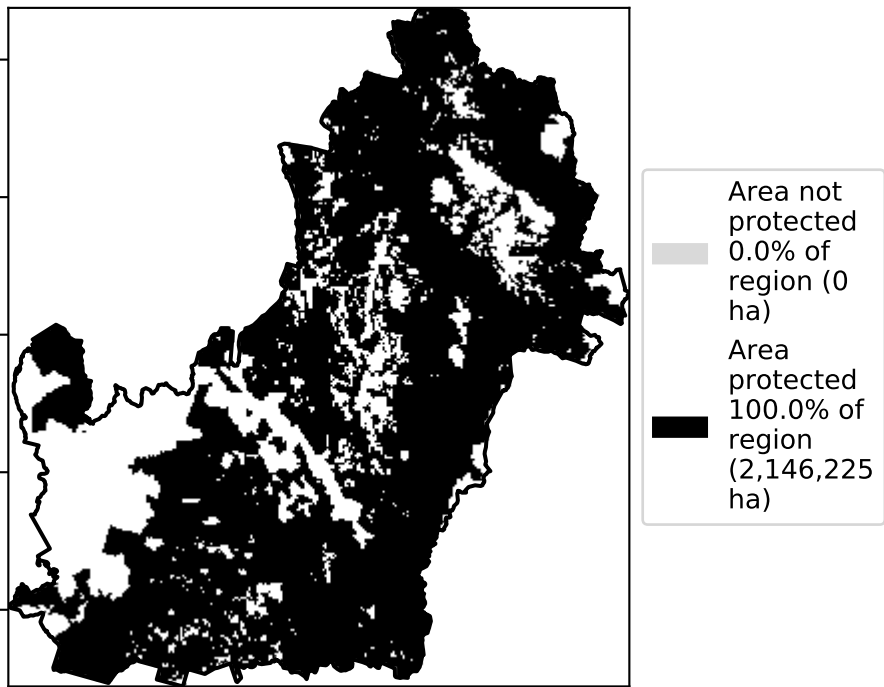 Area not
protected
0.0% of
region (0
ha)
Area
protected
100.0% of
region
(2,146,225
ha)